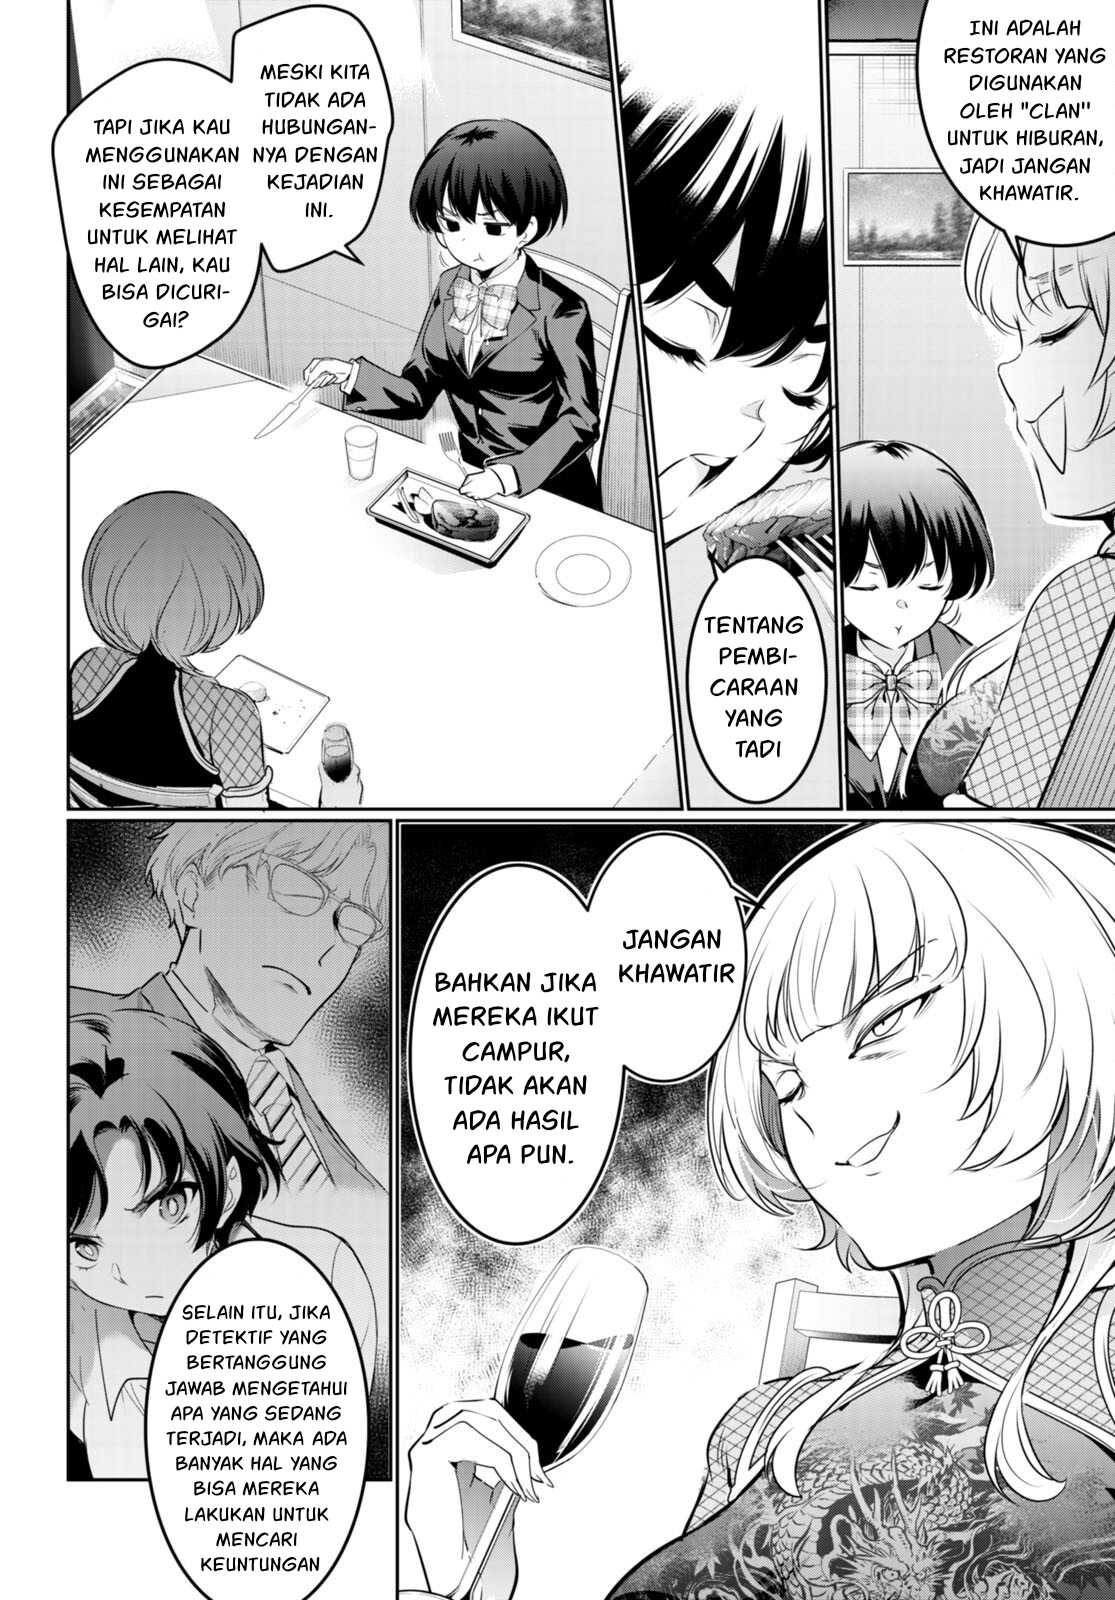 INI ADALAH
RESTORAN YANG
DIGUNAKAN
OLEH "CLAN"
UNTUK HIBURAN,
JADI JANGAN
KHAWATIR.
TENTANG
PEMBI-
CARAAN
YANG
TADI
MESKI KITA
TIDAK ADA
HUBUNGAN-
NYA DENGAN
KEJADIAN
INI.
TAPI JIKA KAU
MENGGUNAKAN
INI SEBAGAI
KESEMPATAN
UNTUK MELIHAT
HAL LAIN, KAU
BISA DICURI-
GAI?
JANGAN
KHAWATIR
BAHKAN JIKA
MEREKA IKUT
CAMPUR,
TIDAK AKAN
ADA HASIL
APA PUN.
SELAIN ITU, JIKA
DETEKTIF YANG
BERTANGGUNG
JAWAB MENGETAHUI
APA YANG SEDANG
TERJADI, MAKA ADA
BANYAK HAL YANG
BISA MEREKA
LAKUKAN UNTUK
MENCARI
KEUNTUNGAN